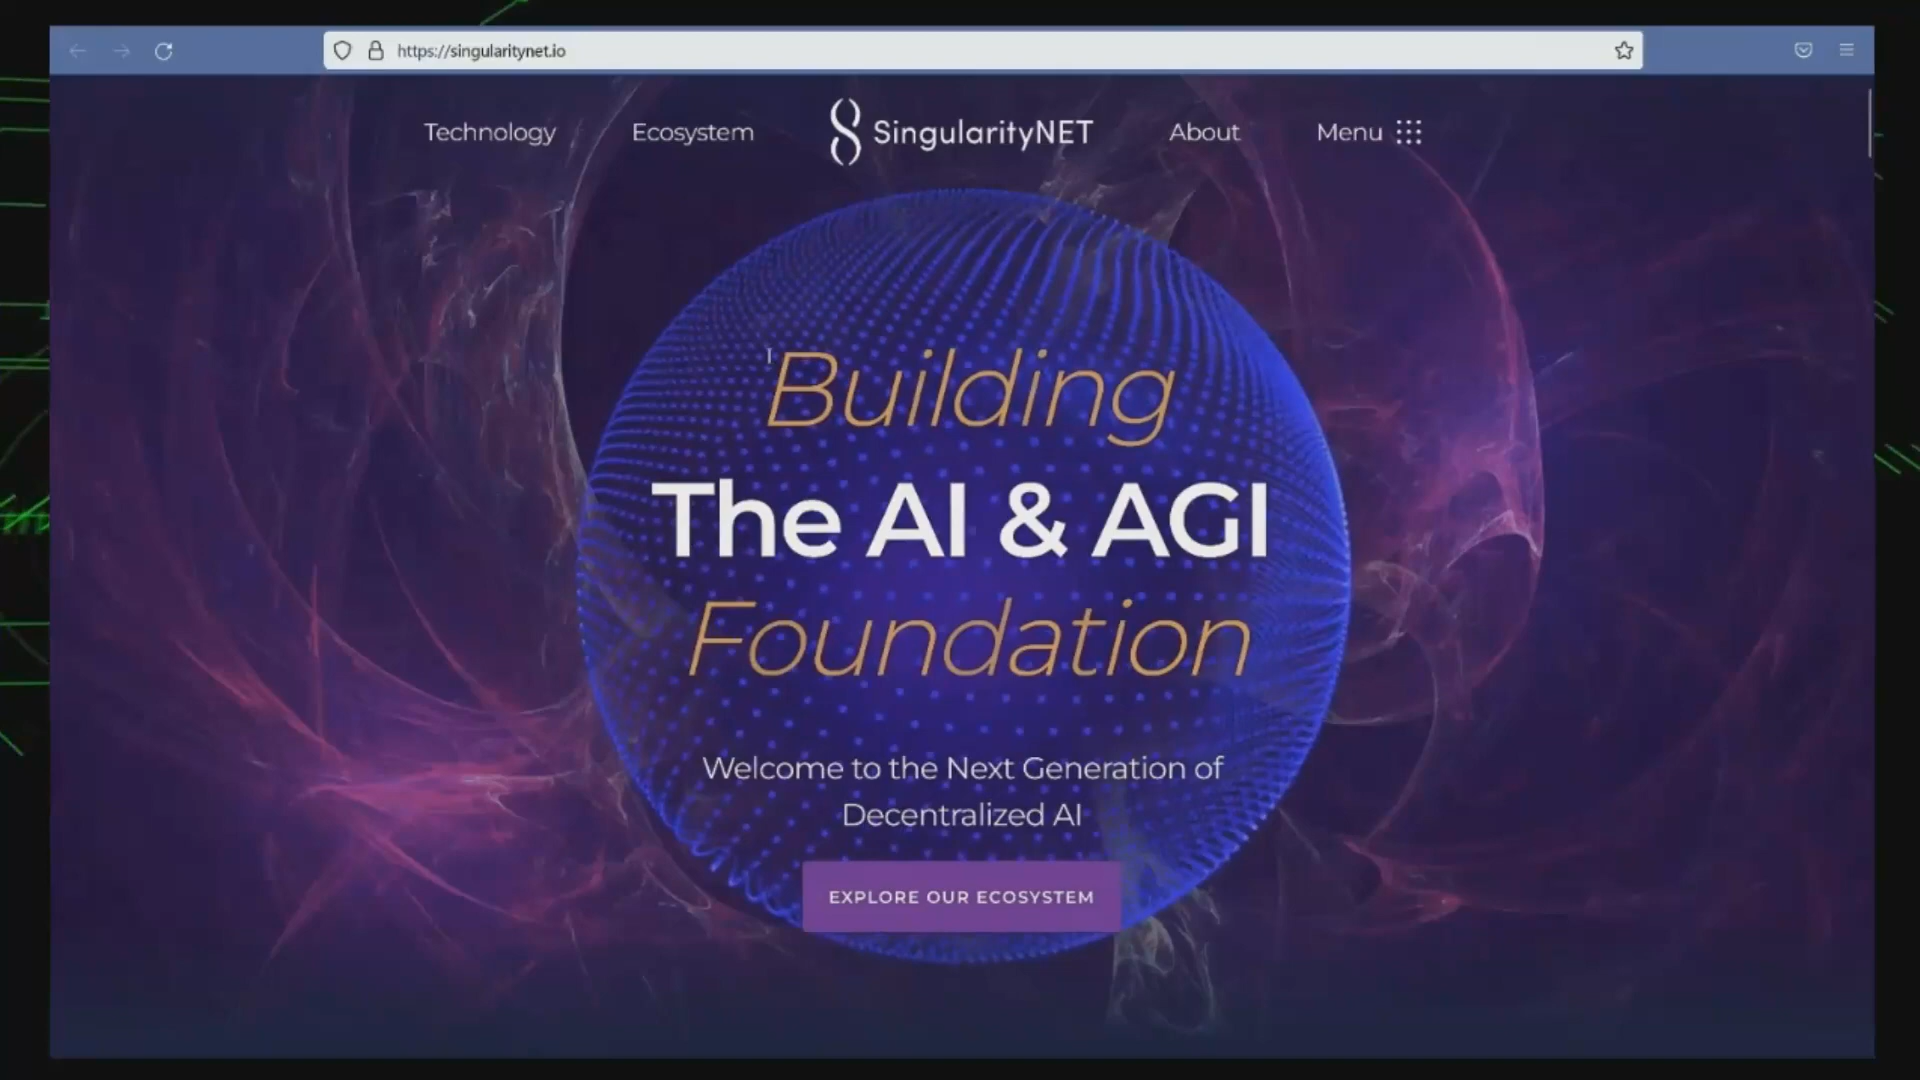 https://singularitynet.io
Technology
Ecosystem
SingularityNET
About
Menu
Building
The AI & AGI
Foundation
Welcome to the Next Generation of
Decentralized AI
EXPLORE OUR ECOSYSTEM